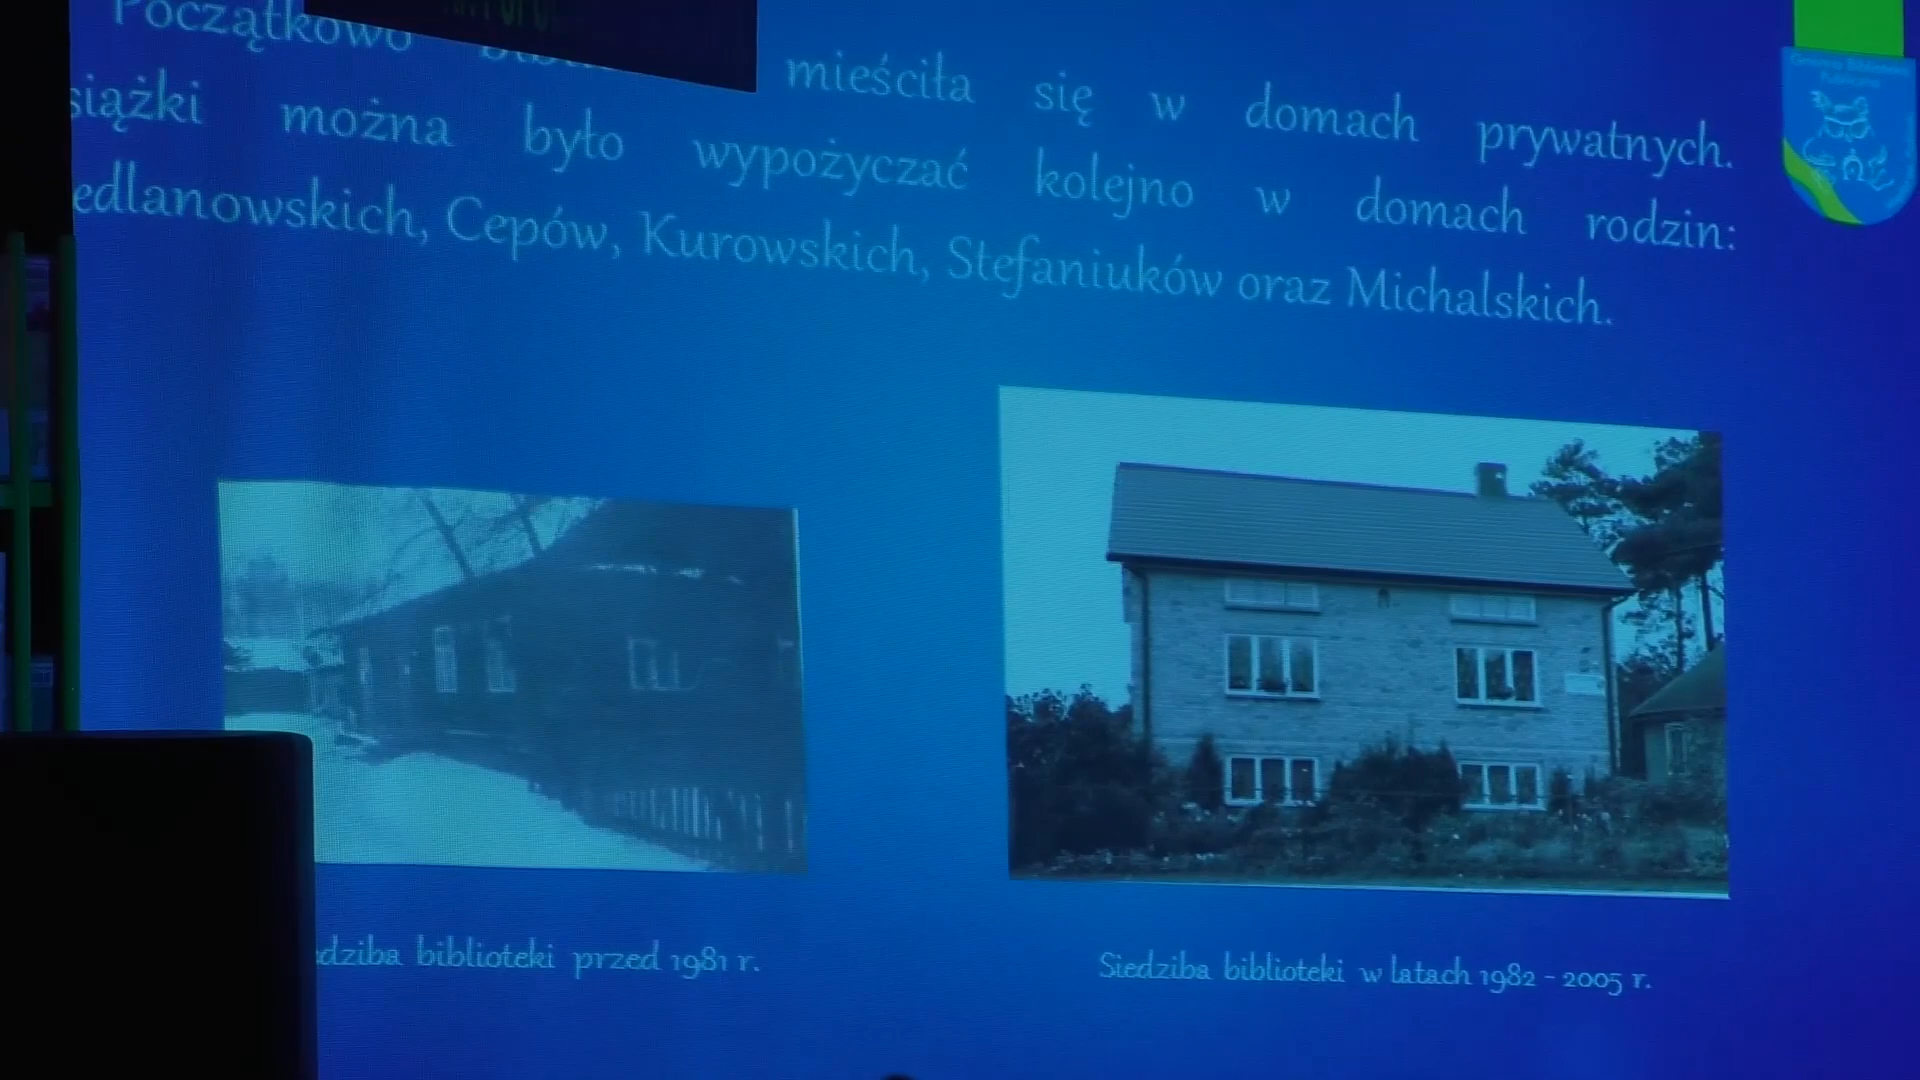 Początkowo mieściła się w domach prywatnych.
siążki można było wypożyczać kolejno w domach rodzin:
edlanowskich, Cepów, Kurowskich, Stefaniuków oraz Michalskich.
dziba biblioteki przed 1981 r.
Siedziba biblioteki w latach 1982 - 2005 r.